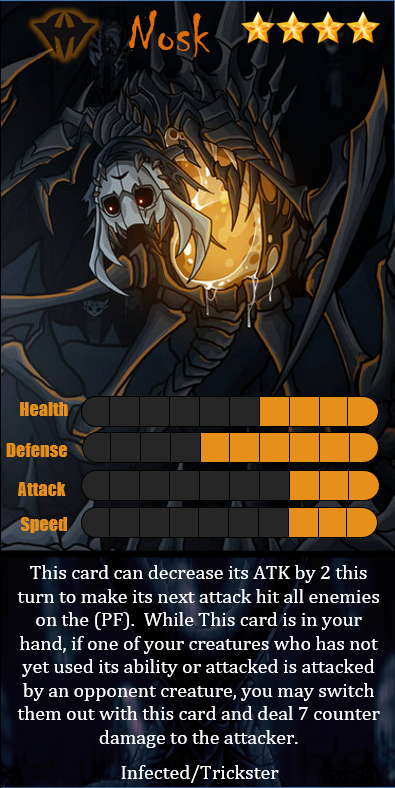 Nosk
Health
Defense
Attack
Speed
This card can decrease its ATK by 2 this
turn to make its next attack hit all enemies
on the (PF).  While This card is in your
hand, if one of your creatures who has not
yet used its ability or attacked is attacked
by an opponent creature, you may switch
them out with this card and deal 7 counter
damage to the attacker.
Infected/Trickster